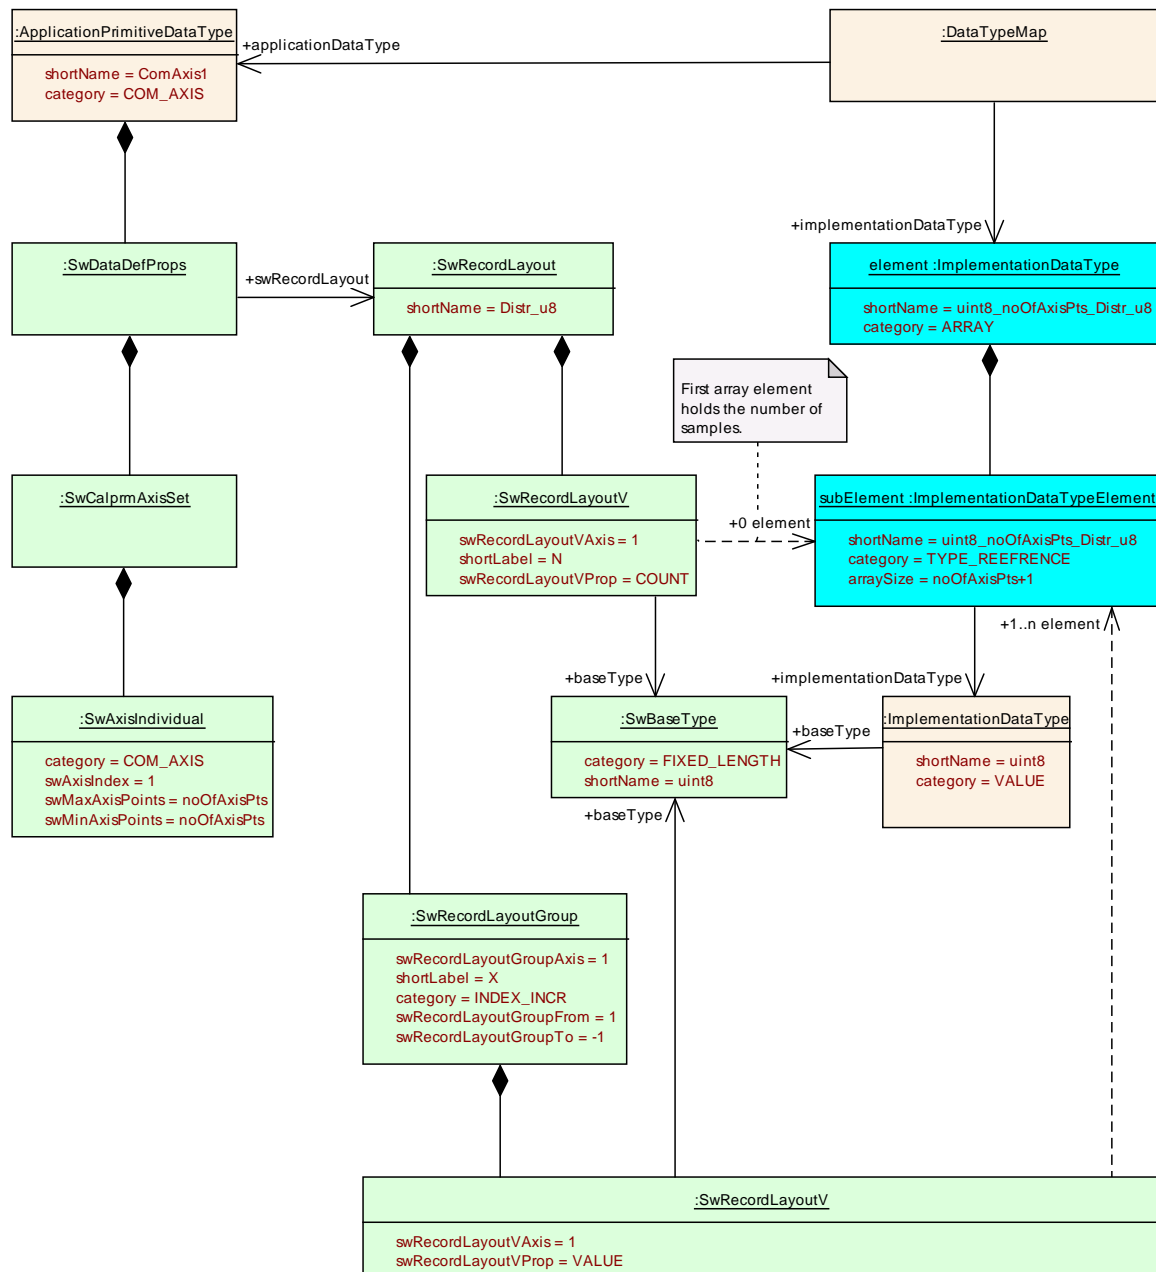 :ApplicationPrimitiveDataType
shortName = ComAxis1
category = COM_AXIS
+applicationDataType
:DataTypeMap
+implementationDataType
:SwDataDefProps
+swRecordLayout
:SwRecordLayout
shortName = Distr_u8
element :ImplementationDataType
shortName = uint8_noOfAxisPts_Distr_u8
category = ARRAY
First array element
holds the number of
samples.
:SwCalprmAxisSet
:SwRecordLayoutV
swRecordLayoutVAxis = 1
shortLabel = N
swRecordLayoutVProp = COUNT
+0 element
subElement :ImplementationDataTypeElement
shortName = uint8_noOfAxisPts_Distr_u8
category = TYPE_REEFRENCE
arraySize = noOfAxisPts+1
+1..n element
+baseType
+implementationDataType
:SwAxisIndividual
category = COM_AXIS
swAxisIndex = 1
swMaxAxisPoints = noOfAxisPts
swMinAxisPoints = noOfAxisPts
:SwBaseType
category = FIXED_LENGTH
shortName = uint8
+baseType
:ImplementationDataType
shortName = uint8
category = VALUE
+baseType
:SwRecordLayoutGroup
swRecordLayoutGroupAxis = 1
shortLabel = X
category = INDEX_INCR
swRecordLayoutGroupFrom = 1
swRecordLayoutGroupTo = -1
:SwRecordLayoutV
swRecordLayoutVAxis = 1
swRecordLayoutVProp = VALUE